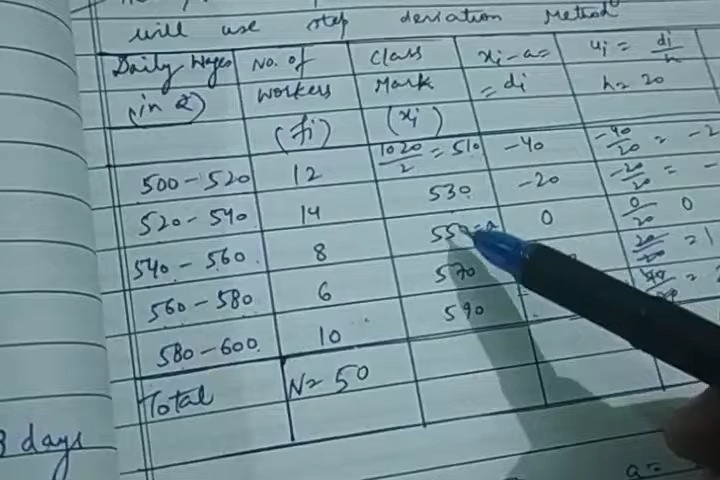 will use step deviation Method
Daily Wages No. of Class xi - a = ui = di/h
(in ₹) Workers Mark = di h = 20
(fi) (xi)
500 - 520 12 1020/2 = 510 -40 -40/20 = -2
520 - 540 14 530 -20 -20/20 = -
540 - 560 8 550 = a 0 0/20 0
560 - 580 6 570 20/20 = 1
580 - 600 10 590
Total N = 50
days
a =